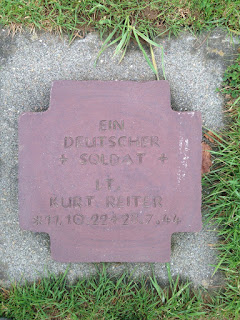 EIN
DEUTSCHER
+ SOLDAT +
LT.
KURT REITER
* 11.10.22 + 2 .7.44